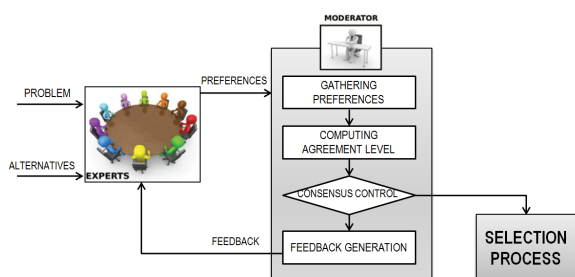 MODERATOR
PROBLEM
PREFERENCES
GATHERING
PREFERENCES
COMPUTING
AGREEMENT LEVEL
ALTERNATIVES
EXPERTS
CONSENSUS CONTROL
FEEDBACK
FEEDBACK GENERATION
SELECTION
PROCESS